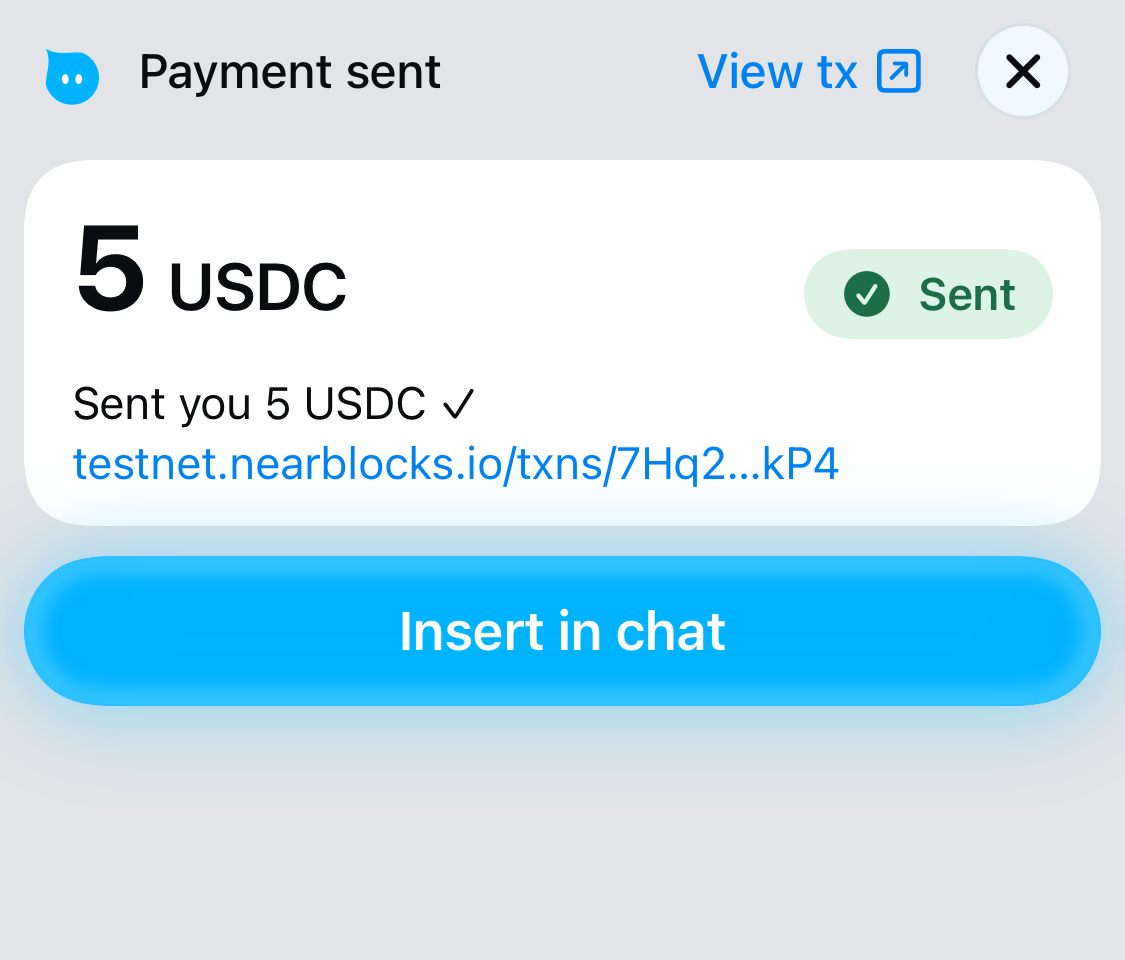 Payment sent
View tx
5 USDC
Sent
Sent you 5 USDC ✓
testnet.nearblocks.io/txns/7Hq2...kP4
Insert in chat